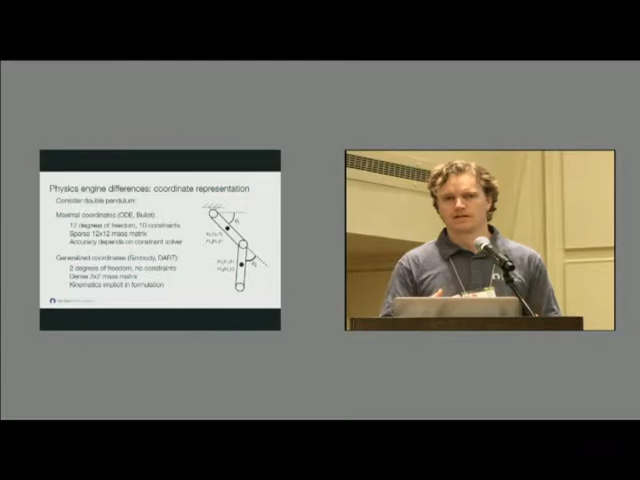 Physics engine differences: coordinate representation
Consider double pendulum:
Maximal coordinates (ODE, Bullet)
12 degrees of freedom, 10 constraints
Sparse 12x12 mass matrix
Accuracy depends on constraint solver
Generalized coordinates (Simbody, DART)
2 degrees of freedom, no constraints
Dense 2x2 mass matrix
Kinematics implicit in formulation